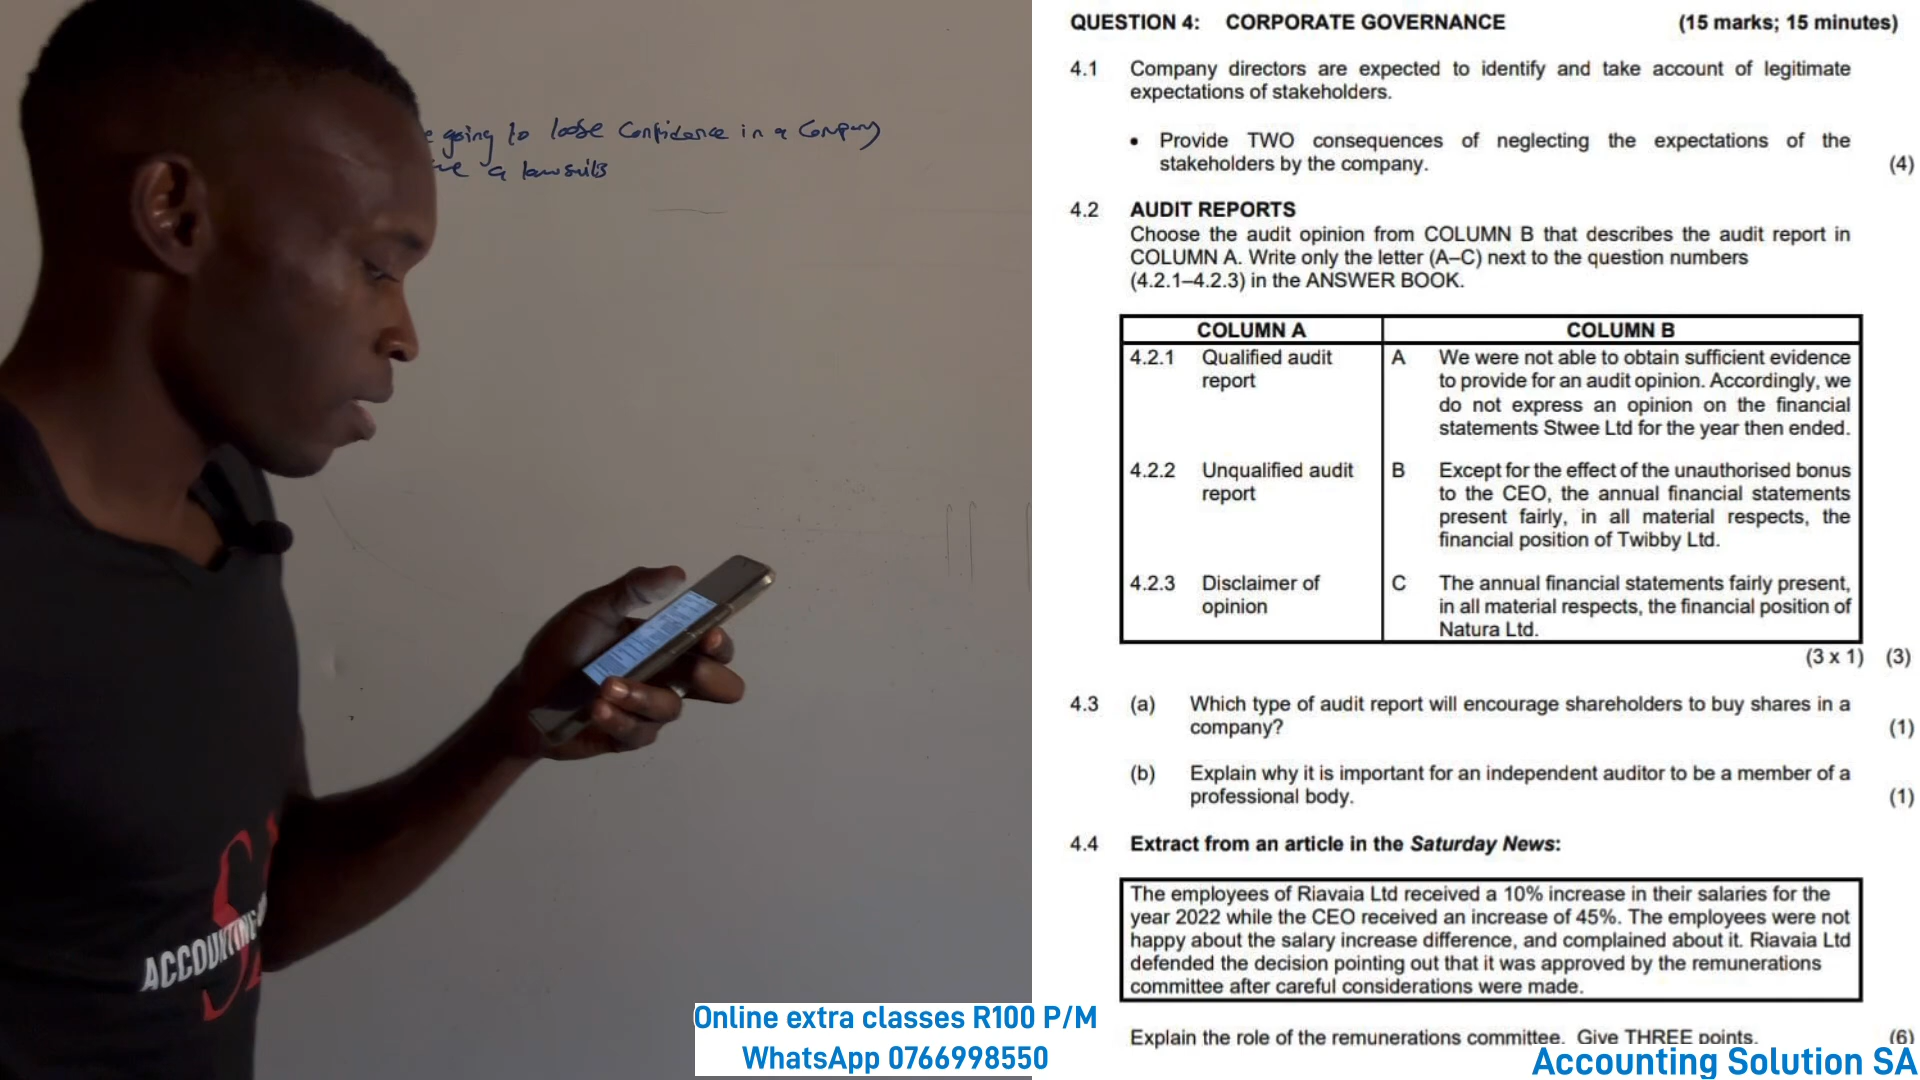 going to loose Confidence in a Company
a lawsuits
ACCOUNTING
QUESTION 4: CORPORATE GOVERNANCE (15 marks; 15 minutes)
4.1 Company directors are expected to identify and take account of legitimate
expectations of stakeholders.
• Provide TWO consequences of neglecting the expectations of the
stakeholders by the company. (4)
4.2 AUDIT REPORTS
Choose the audit opinion from COLUMN B that describes the audit report in
COLUMN A. Write only the letter (A–C) next to the question numbers
(4.2.1–4.2.3) in the ANSWER BOOK.
COLUMN A COLUMN B
4.2.1 Qualified audit A We were not able to obtain sufficient evidence
report to provide for an audit opinion. Accordingly, we
do not express an opinion on the financial
statements Stwee Ltd for the year then ended.
4.2.2 Unqualified audit B Except for the effect of the unauthorised bonus
report to the CEO, the annual financial statements
present fairly, in all material respects, the
financial position of Twibby Ltd.
4.2.3 Disclaimer of C The annual financial statements fairly present,
opinion in all material respects, the financial position of
Natura Ltd.
(3 x 1) (3)
4.3 (a) Which type of audit report will encourage shareholders to buy shares in a
company? (1)
(b) Explain why it is important for an independent auditor to be a member of a
professional body. (1)
4.4 Extract from an article in the Saturday News:
The employees of Riavaia Ltd received a 10% increase in their salaries for the
year 2022 while the CEO received an increase of 45%. The employees were not
happy about the salary increase difference, and complained about it. Riavaia Ltd
defended the decision pointing out that it was approved by the remunerations
committee after careful considerations were made.
Explain the role of the remunerations committee. Give THREE points. (6)
Online extra classes R100 P/M
WhatsApp 0766998550
Accounting Solution SA